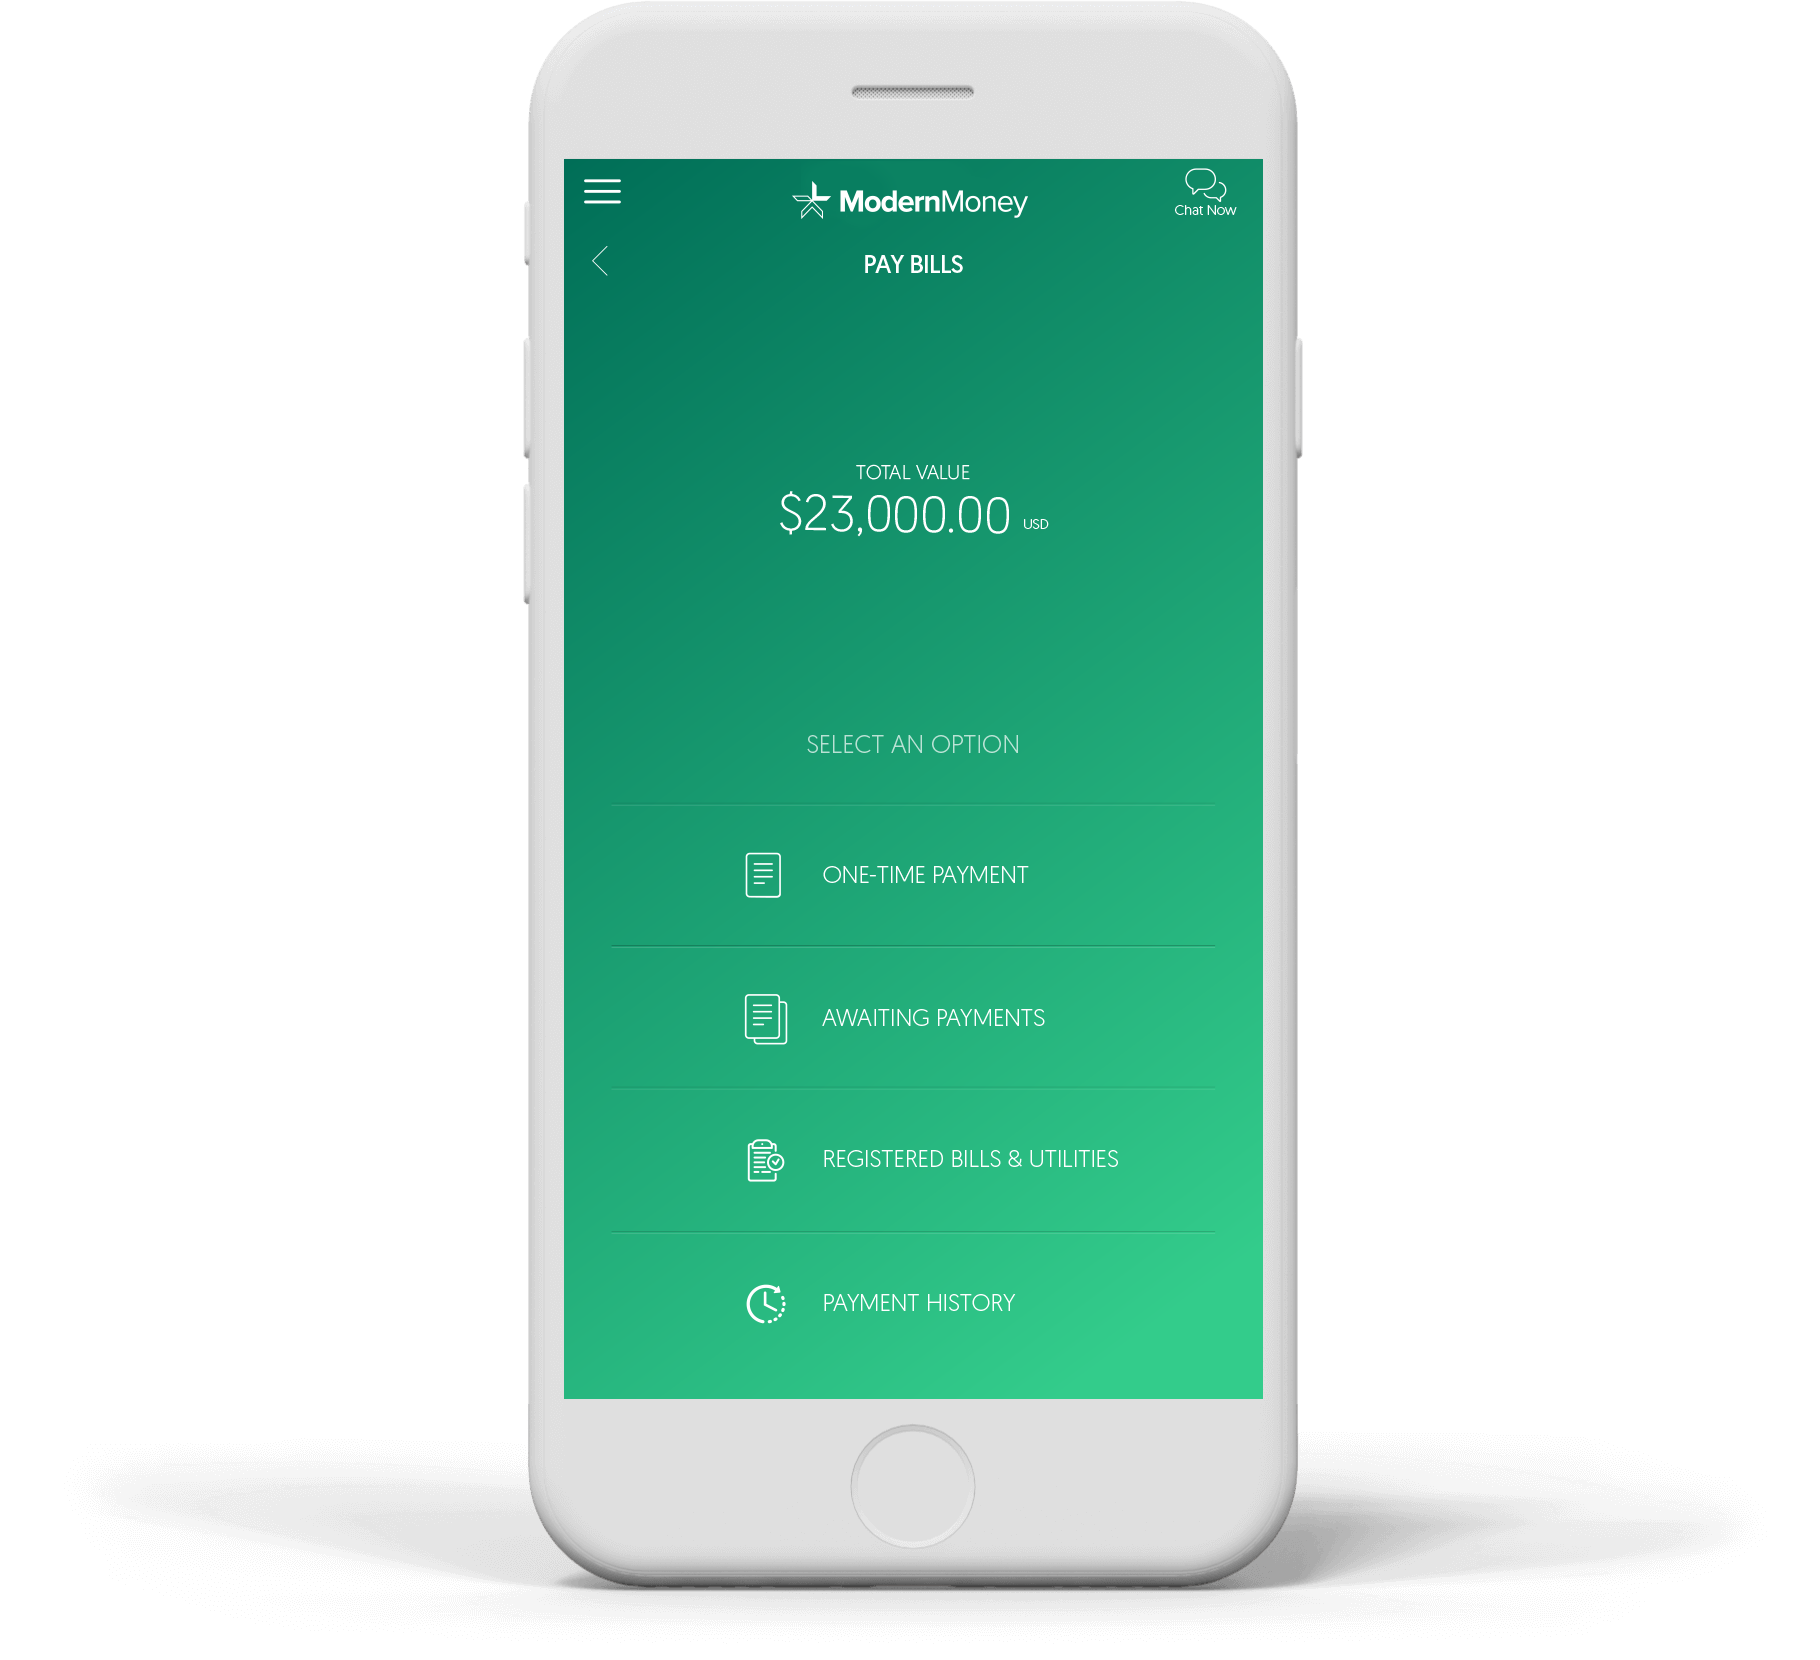 ModernMoney
Chat Now
PAY BILLS
TOTAL VALUE
$23,000.00 USD
SELECT AN OPTION
ONE-TIME PAYMENT
AWAITING PAYMENTS
REGISTERED BILLS & UTILITIES
PAYMENT HISTORY